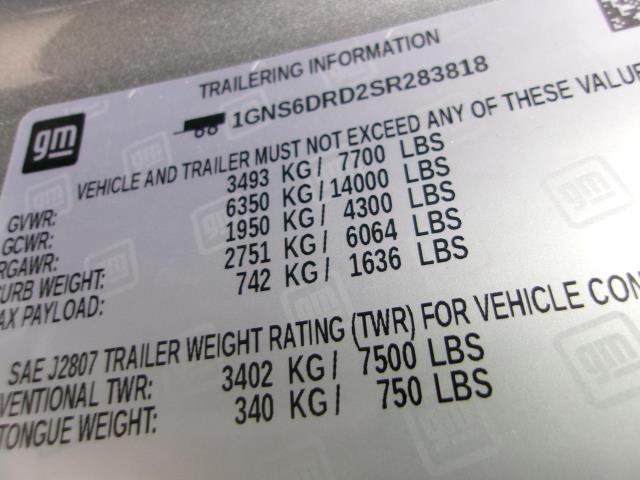 TRAILERING INFORMATION
1GNS6DRD2SR283818
gm
VEHICLE AND TRAILER MUST NOT EXCEED ANY OF THESE VALUE
GVWR: 3493 KG/ 7700 LBS
GCWR: 6350 KG/14000 LBS
RGAWR: 1950 KG/ 4300 LBS
CURB WEIGHT: 2751 KG/ 6064 LBS
AX PAYLOAD: 742 KG/ 1636 LBS
SAE J2807 TRAILER WEIGHT RATING (TWR) FOR VEHICLE CON
VENTIONAL TWR: 3402 KG/ 7500 LBS
TONGUE WEIGHT: 340 KG/ 750 LBS